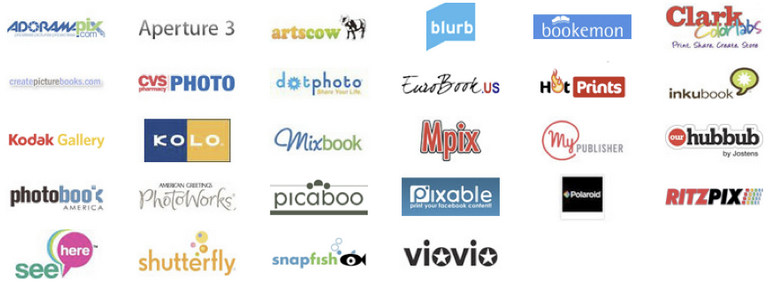 ADORAMApix.com
Aperture 3
artscow
blurb
bookemon
Clark Colorlabs
Print. Share. Create. Store
createpicturebooks.com
CVS pharmacy PHOTO
dotphoto
Share Your Life.
EuroBook.US
Hot Prints
inkubook
Kodak Gallery
KOLO
Mixbook
Mpix
My PUBLISHER
our hubbub
by Jostens
photobook
AMERICA
AMERICAN GREETINGS
PhotoWorks
picaboo
Pixable
print your facebook content!
Polaroid
RITZPIX
see here
shutterfly
snapfish
viovio